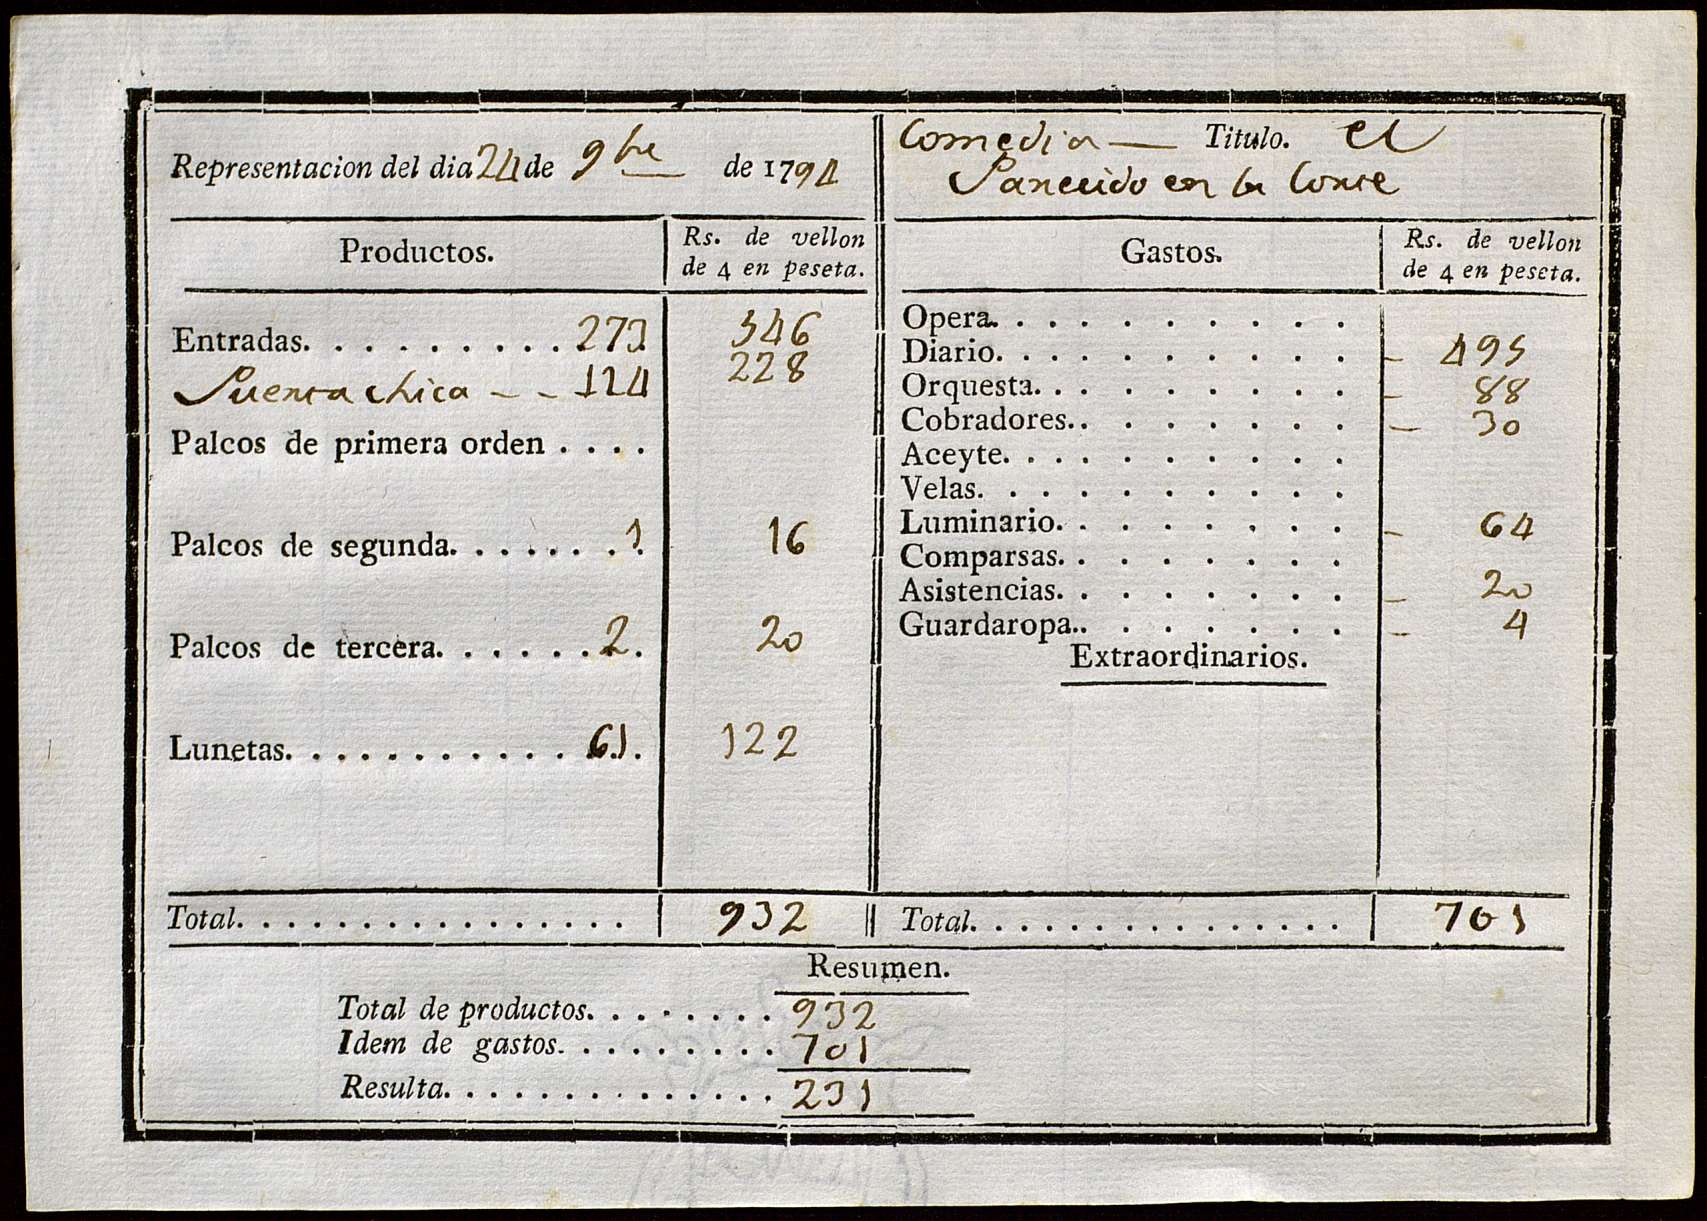 Representacion del dia 24 de 9bre de 1794
Comedia — Titulo. el
Parecido en la Corte
Productos.
Rs. de vellon
de 4 en peseta.
Gastos.
Rs. de vellon
de 4 en peseta.
Entradas. . . . . . . . . . 273. 546
Puerta chica - - 114 228
Palcos de primera orden . . . .
Palcos de segunda. . . . . . . 1. 16
Palcos de tercera. . . . . . . 2. 20
Lunetas. . . . . . . . . . . . 61. 122
Opera. . . . . . . . . .
Diario. . . . . . . . . . - 495
Orquesta. . . . . . . . . - 88
Cobradores.. . . . . . . — 30
Aceyte. . . . . . . . . .
Velas. . . . . . . . . .
Luminario. . . . . . . . - 64
Comparsas. . . . . . . .
Asistencias. . . . . . . . - 20
Guardaropa.. . . . . . . - 4
Extraordinarios.
Total. . . . . . . . . . . . . . . . 932
Total. . . . . . . . . . . . . . . . 701
Resumen.
Total de productos. . . . . . . . 932
Idem de gastos. . . . . . . . . 701
Resulta. . . . . . . . . . . . . . 231